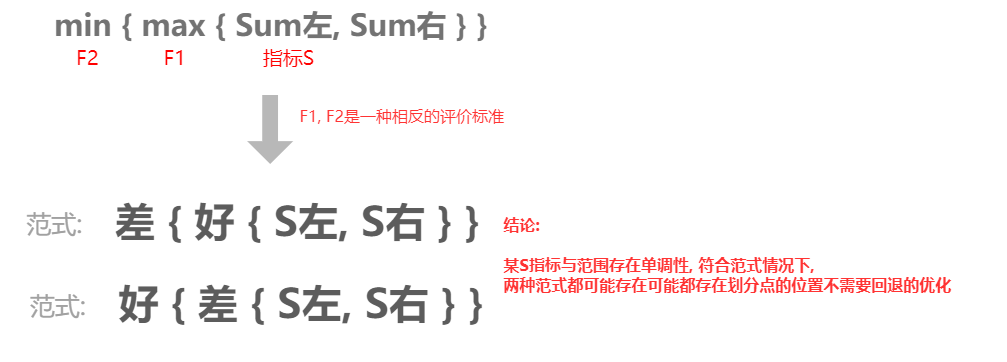 min { max { Sum左, Sum右 } }
F2 F1 指标S
F1, F2是一种相反的评价标准
范式: 差 { 好 { S左, S右 } }
结论:
某S指标与范围存在单调性, 符合范式情况下,
两种范式都可能存在可能都存在划分点的位置不需要回退的优化
范式: 好 { 差 { S左, S右 } }